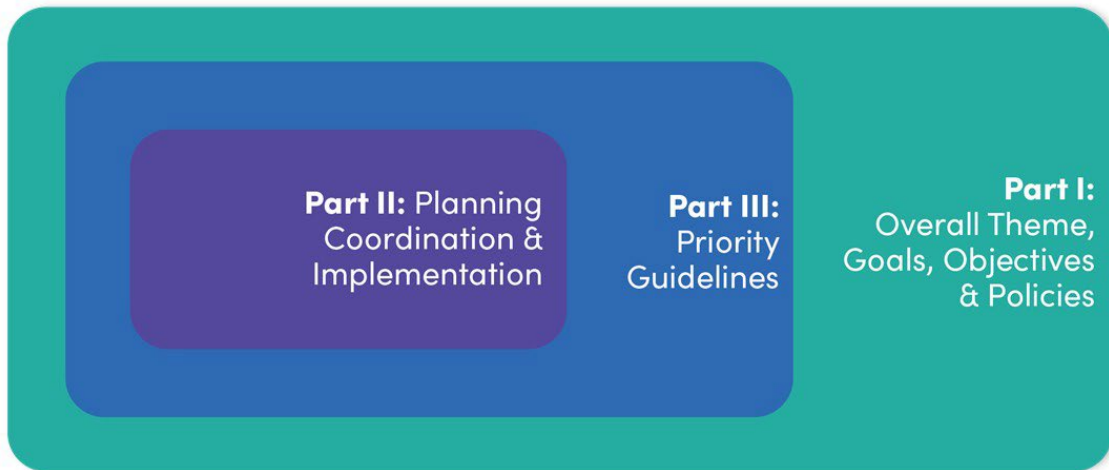 Part II: Planning
Coordination &
Implementation
Part III:
Priority
Guidelines
Part I:
Overall Theme,
Goals, Objectives
& Policies